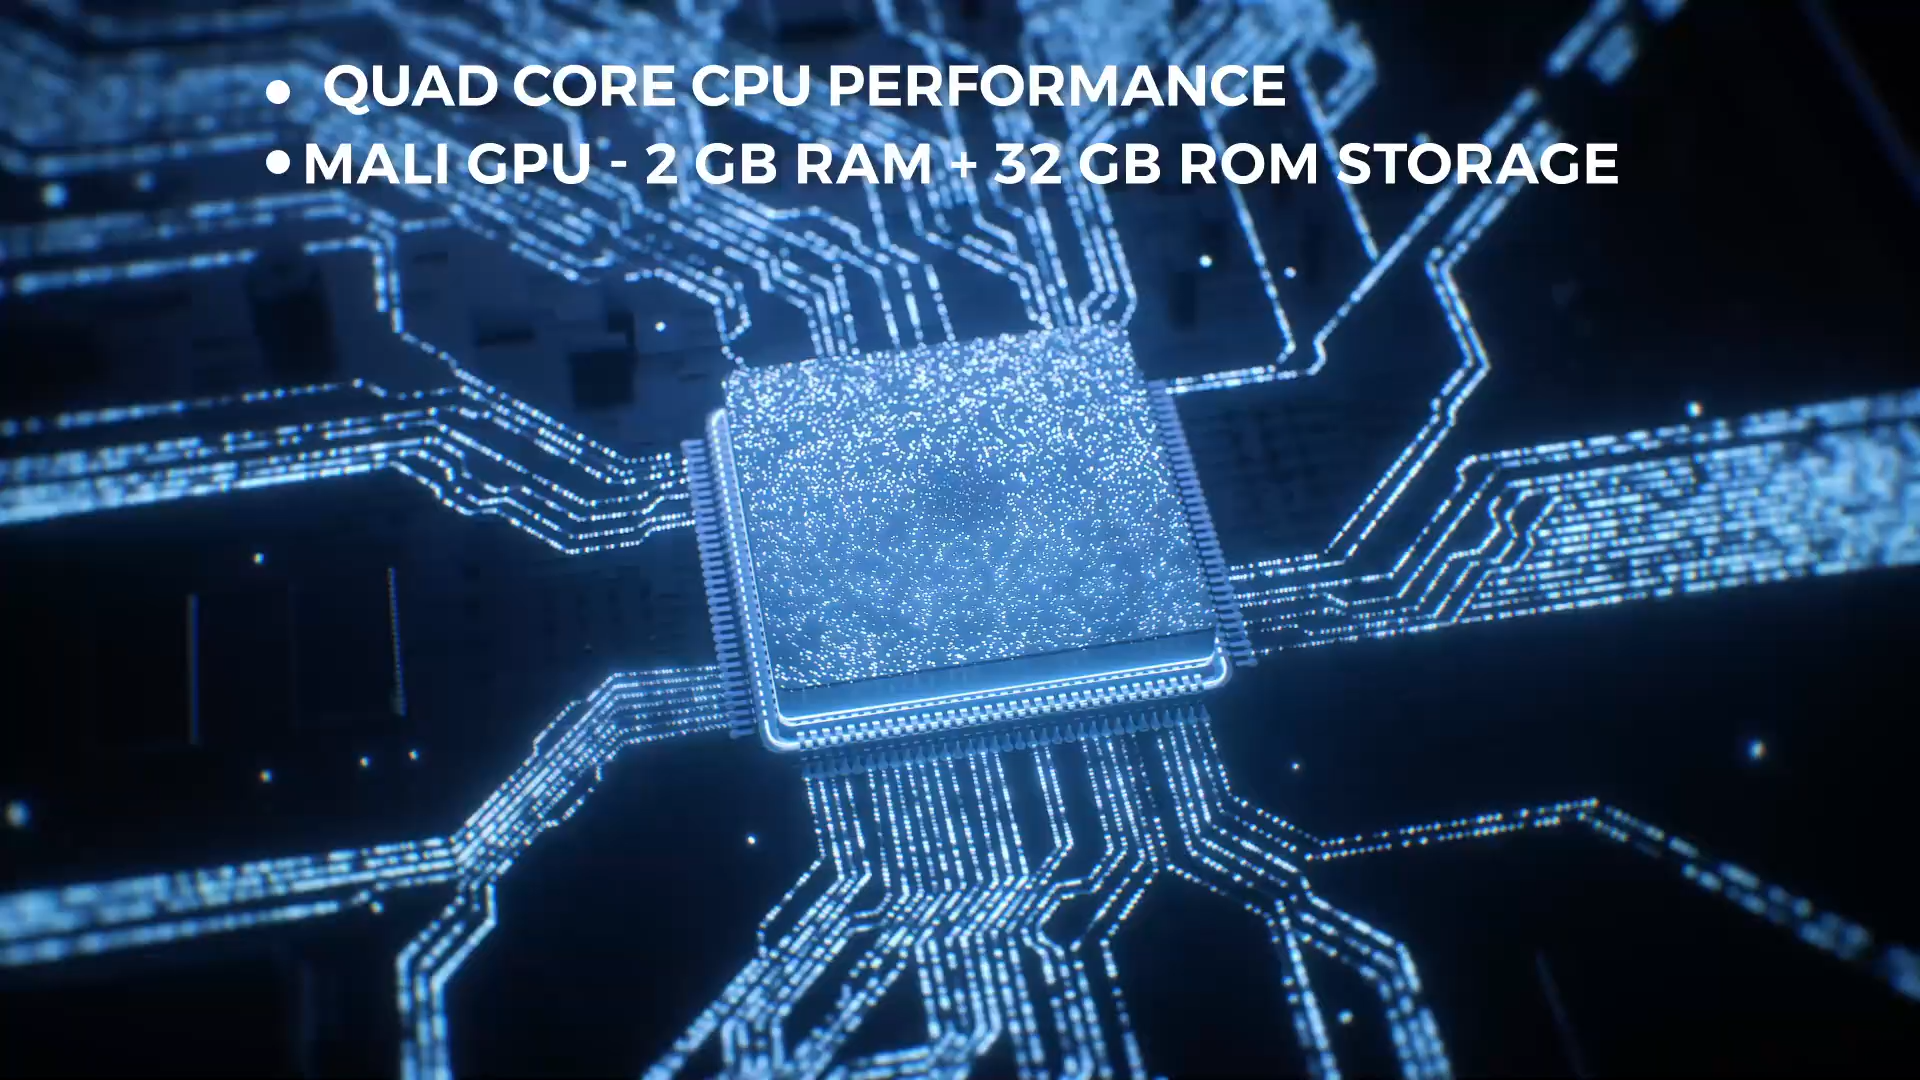 • QUAD CORE CPU PERFORMANCE
• MALI GPU - 2 GB RAM + 32 GB ROM STORAGE